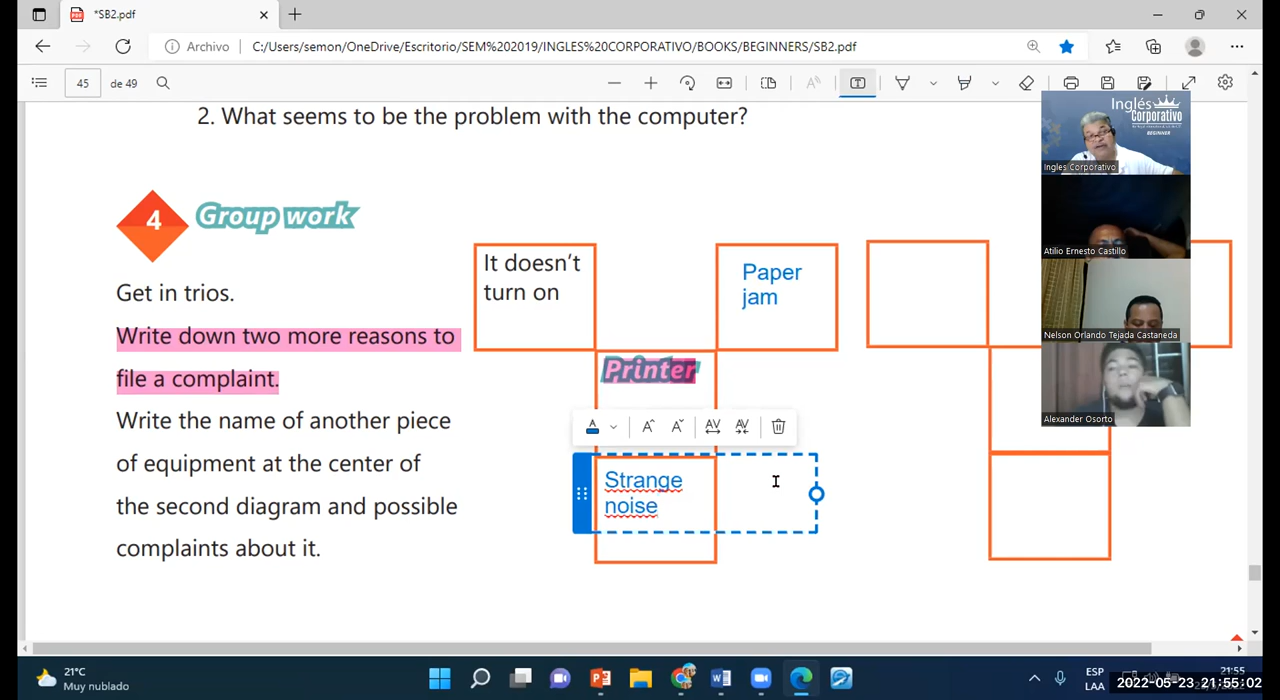 *SB2.pdf
Archivo
C:/Users/semon/OneDrive/Escritorio/SEM%202019/INGLES%20CORPORATIVO/BOOKS/BEGINNERS/SB2.pdf
45 de 49
2. What seems to be the problem with the computer?
4 Group work
Get in trios.
Write down two more reasons to
file a complaint.
Write the name of another piece
of equipment at the center of
the second diagram and possible
complaints about it.
It doesn't
turn on
Paper
jam
Printer
Strange
noise
Inglés
Corporativo
BEGINNER
Ingles Corporativo
Atilio Ernesto Castillo
Nelson Orlando Tejada Castaneda
Alexander Osorto
21°C
Muy nublado
ESP
LAA
21:55
2022-05-23 21:55:02